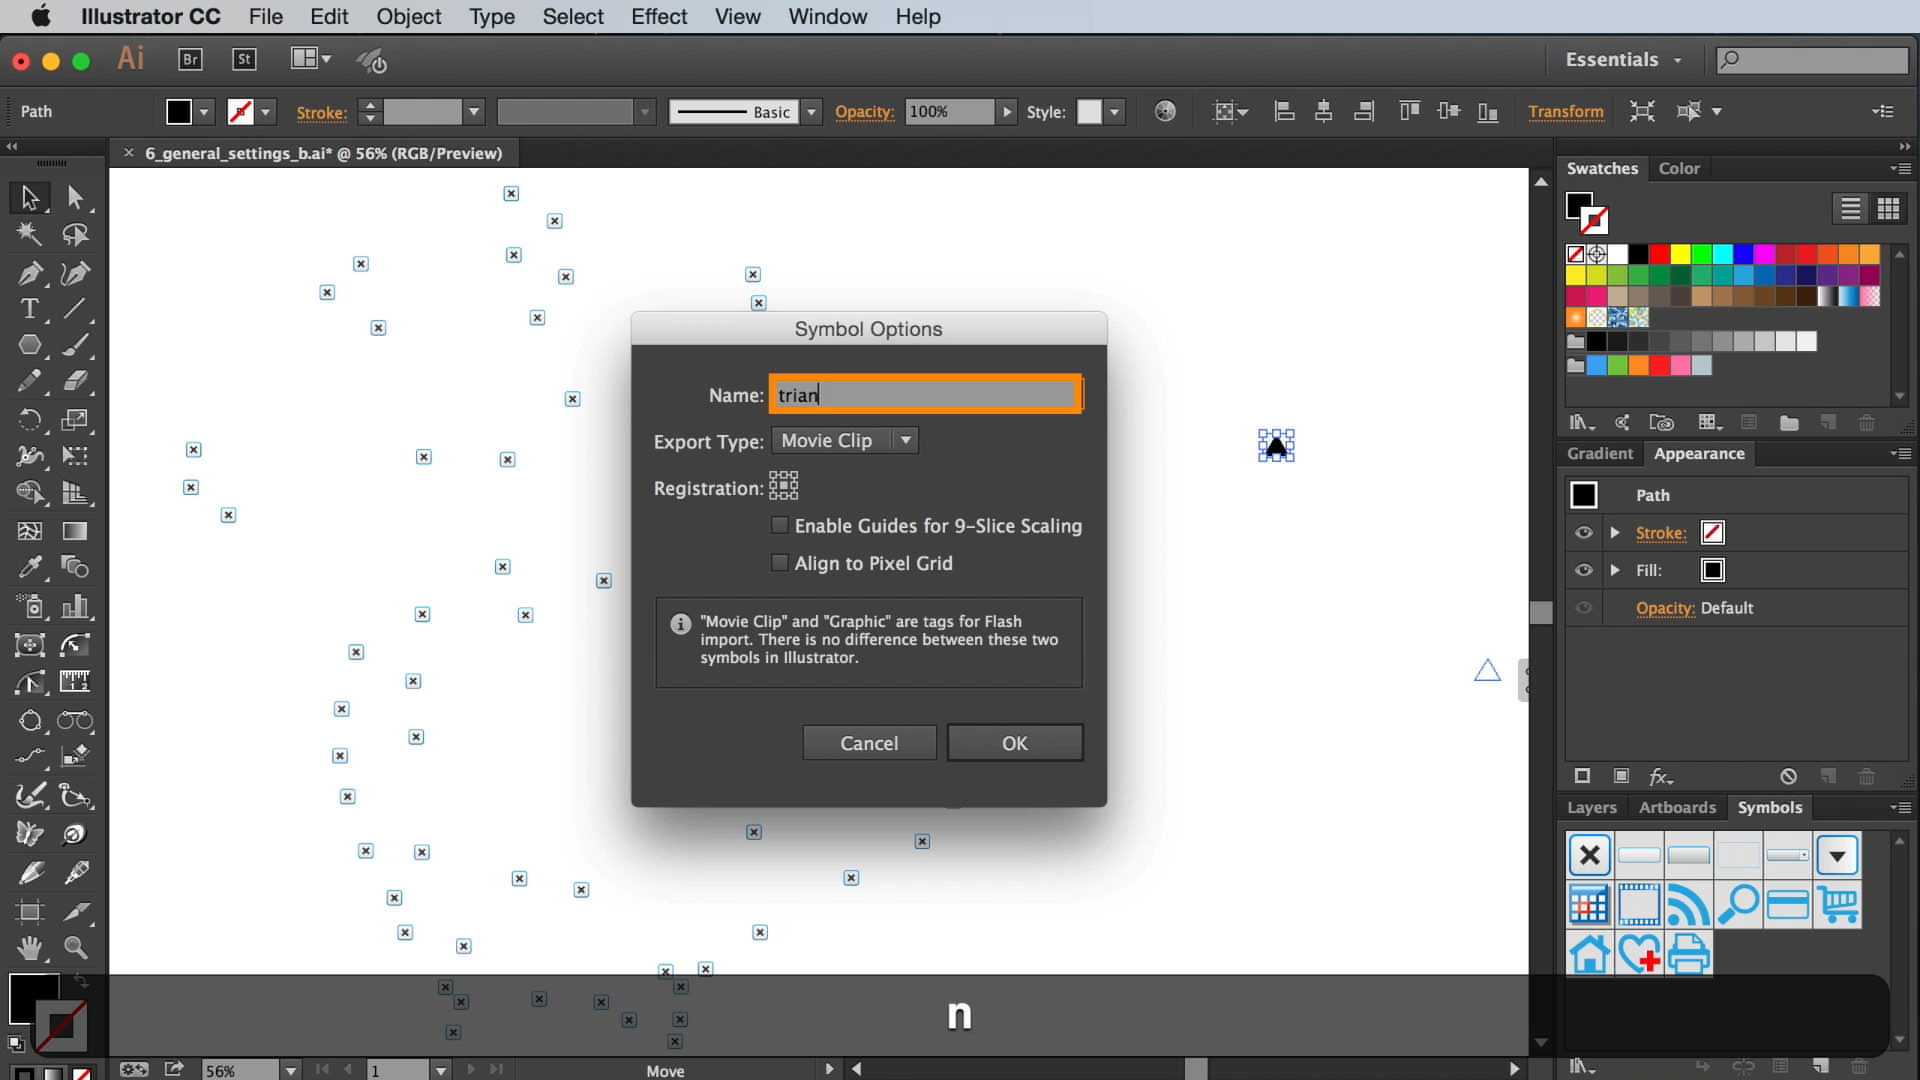 Illustrator CC File Edit Object Type Select Effect View Window Help
Ai Br St Essentials
Path Stroke: Basic Opacity: 100% Style: Transform
6_general_settings_b.ai* @ 56% (RGB/Preview)
Swatches Color
Symbol Options
Name: trian
Export Type: Movie Clip
Registration:
Enable Guides for 9-Slice Scaling
Align to Pixel Grid
"Movie Clip" and "Graphic" are tags for Flash
import. There is no difference between these two
symbols in Illustrator.
Cancel OK
Gradient Appearance
Path
Stroke:
Fill:
Opacity: Default
fx
Layers Artboards Symbols
n
56% 1 Move